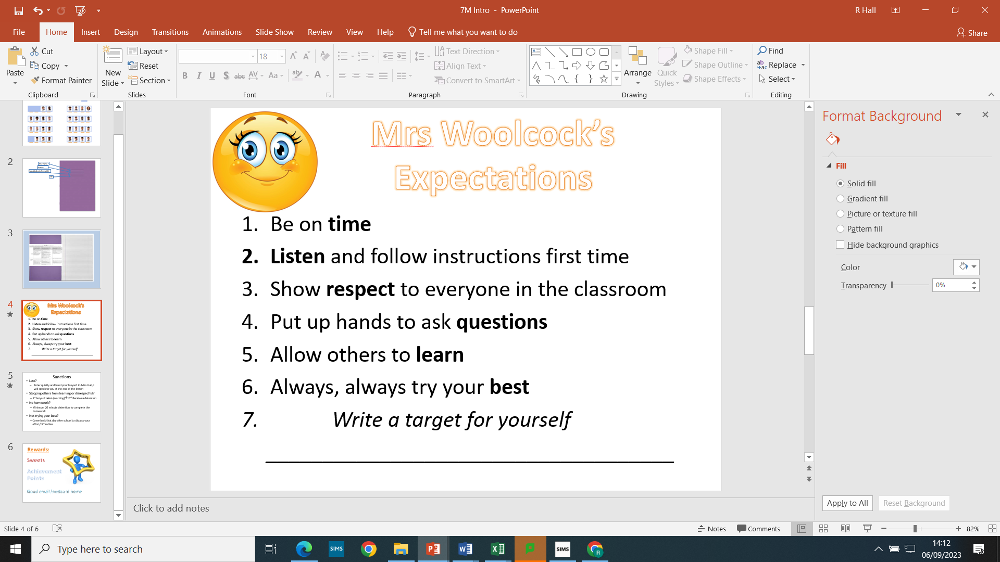 7M Intro - PowerPoint
R Hall
File Home Insert Design Transitions Animations Slide Show Review View Help Tell me what you want to do
Share
Paste
Cut
Copy
Format Painter
Clipboard
New
Slide
Layout
Reset
Section
Slides
18
B I U S abc AV Aa A
Font
Text Direction
Align Text
Convert to SmartArt
Paragraph
Arrange
Quick
Styles
Shape Fill
Shape Outline
Shape Effects
Drawing
Find
Replace
Select
Editing
2
3
4
Mrs Woolcock's
Expectations
1. Be on time
2. Listen and follow instructions first time
3. Show respect to everyone in the classroom
4. Put up hands to ask questions
5. Allow others to learn
6. Always, always try your best
7. Write a target for yourself
5
Sanctions
• Late?
– Enter quietly and hand your lanyard to Miss Hall, I
will speak to you at the end of the lesson
• Stopping others from learning or disrespectful?
– 1st lanyard taken (warning)→ 2nd Receive a detention
• No homework?
– Minimum 20 minute detention to complete the
homework
• Not trying your best?
– Come back that day after school to discuss your
effort/difficulties
6
Rewards:
Sweets
Achievement
Points
Good email/postcard home
Mrs Woolcock’s
Expectations
1. Be on time
2. Listen and follow instructions first time
3. Show respect to everyone in the classroom
4. Put up hands to ask questions
5. Allow others to learn
6. Always, always try your best
7. Write a target for yourself
Click to add notes
Format Background
Fill
Solid fill
Gradient fill
Picture or texture fill
Pattern fill
Hide background graphics
Color
Transparency 0%
Apply to All
Reset Background
Slide 4 of 6
Notes
Comments
82%
Type here to search
SIMS
SIMS
14:12
06/09/2023